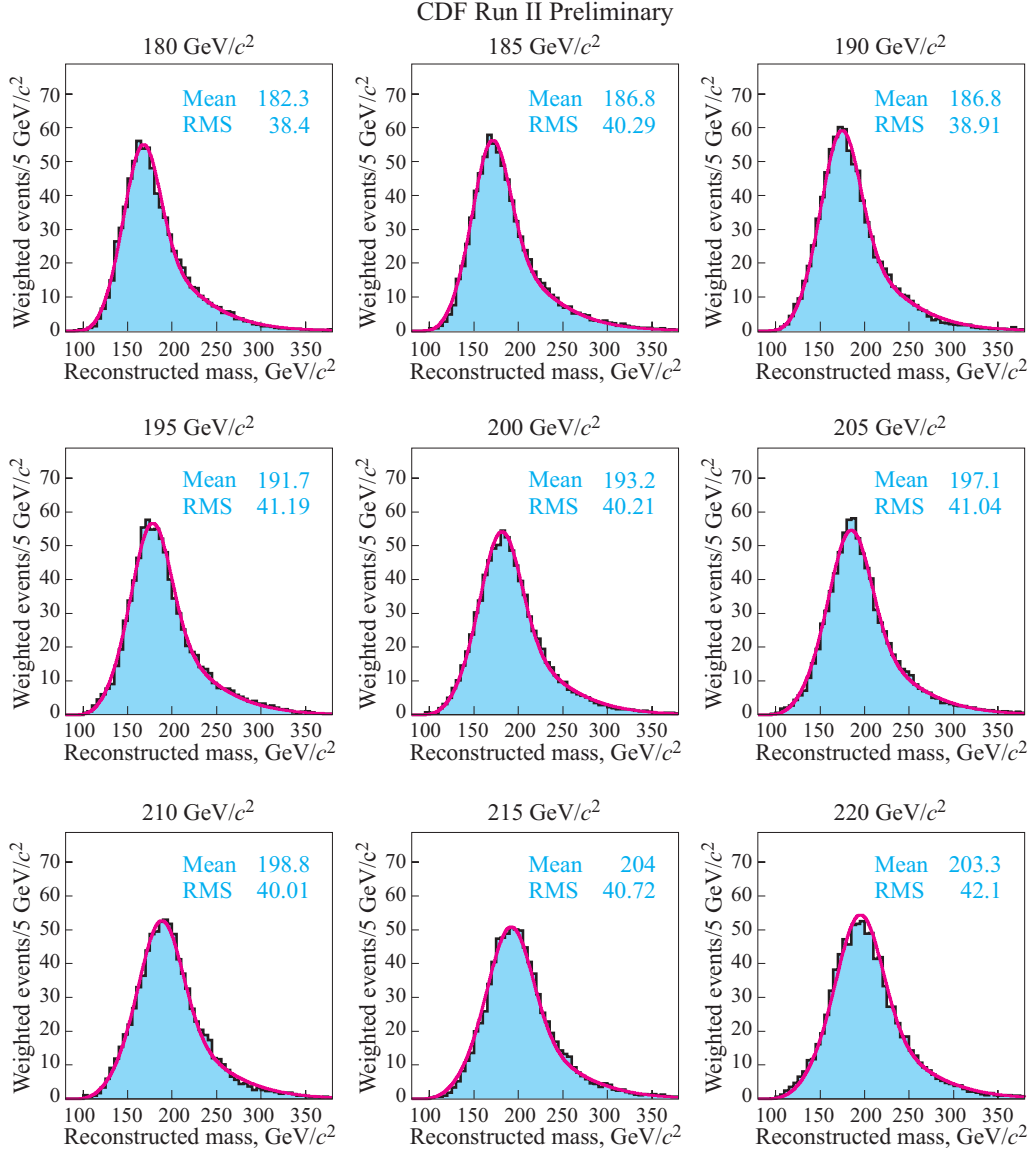 CDF Run II Preliminary
180 GeV/c²
Weighted events/5 GeV/c²
70
60
50
40
30
20
10
0
Mean 182.3
RMS 38.4
100 150 200 250 300 350
Reconstructed mass, GeV/c²
185 GeV/c²
Weighted events/5 GeV/c²
70
60
50
40
30
20
10
0
Mean 186.8
RMS 40.29
100 150 200 250 300 350
Reconstructed mass, GeV/c²
190 GeV/c²
Weighted events/5 GeV/c²
70
60
50
40
30
20
10
0
Mean 186.8
RMS 38.91
100 150 200 250 300 350
Reconstructed mass, GeV/c²
195 GeV/c²
Weighted events/5 GeV/c²
70
60
50
40
30
20
10
0
Mean 191.7
RMS 41.19
100 150 200 250 300 350
Reconstructed mass, GeV/c²
200 GeV/c²
Weighted events/5 GeV/c²
70
60
50
40
30
20
10
0
Mean 193.2
RMS 40.21
100 150 200 250 300 350
Reconstructed mass, GeV/c²
205 GeV/c²
Weighted events/5 GeV/c²
70
60
50
40
30
20
10
0
Mean 197.1
RMS 41.04
100 150 200 250 300 350
Reconstructed mass, GeV/c²
210 GeV/c²
Weighted events/5 GeV/c²
70
60
50
40
30
20
10
0
Mean 198.8
RMS 40.01
100 150 200 250 300 350
Reconstructed mass, GeV/c²
215 GeV/c²
Weighted events/5 GeV/c²
70
60
50
40
30
20
10
0
Mean 204
RMS 40.72
100 150 200 250 300 350
Reconstructed mass, GeV/c²
220 GeV/c²
Weighted events/5 GeV/c²
70
60
50
40
30
20
10
0
Mean 203.3
RMS 42.1
100 150 200 250 300 350
Reconstructed mass, GeV/c²